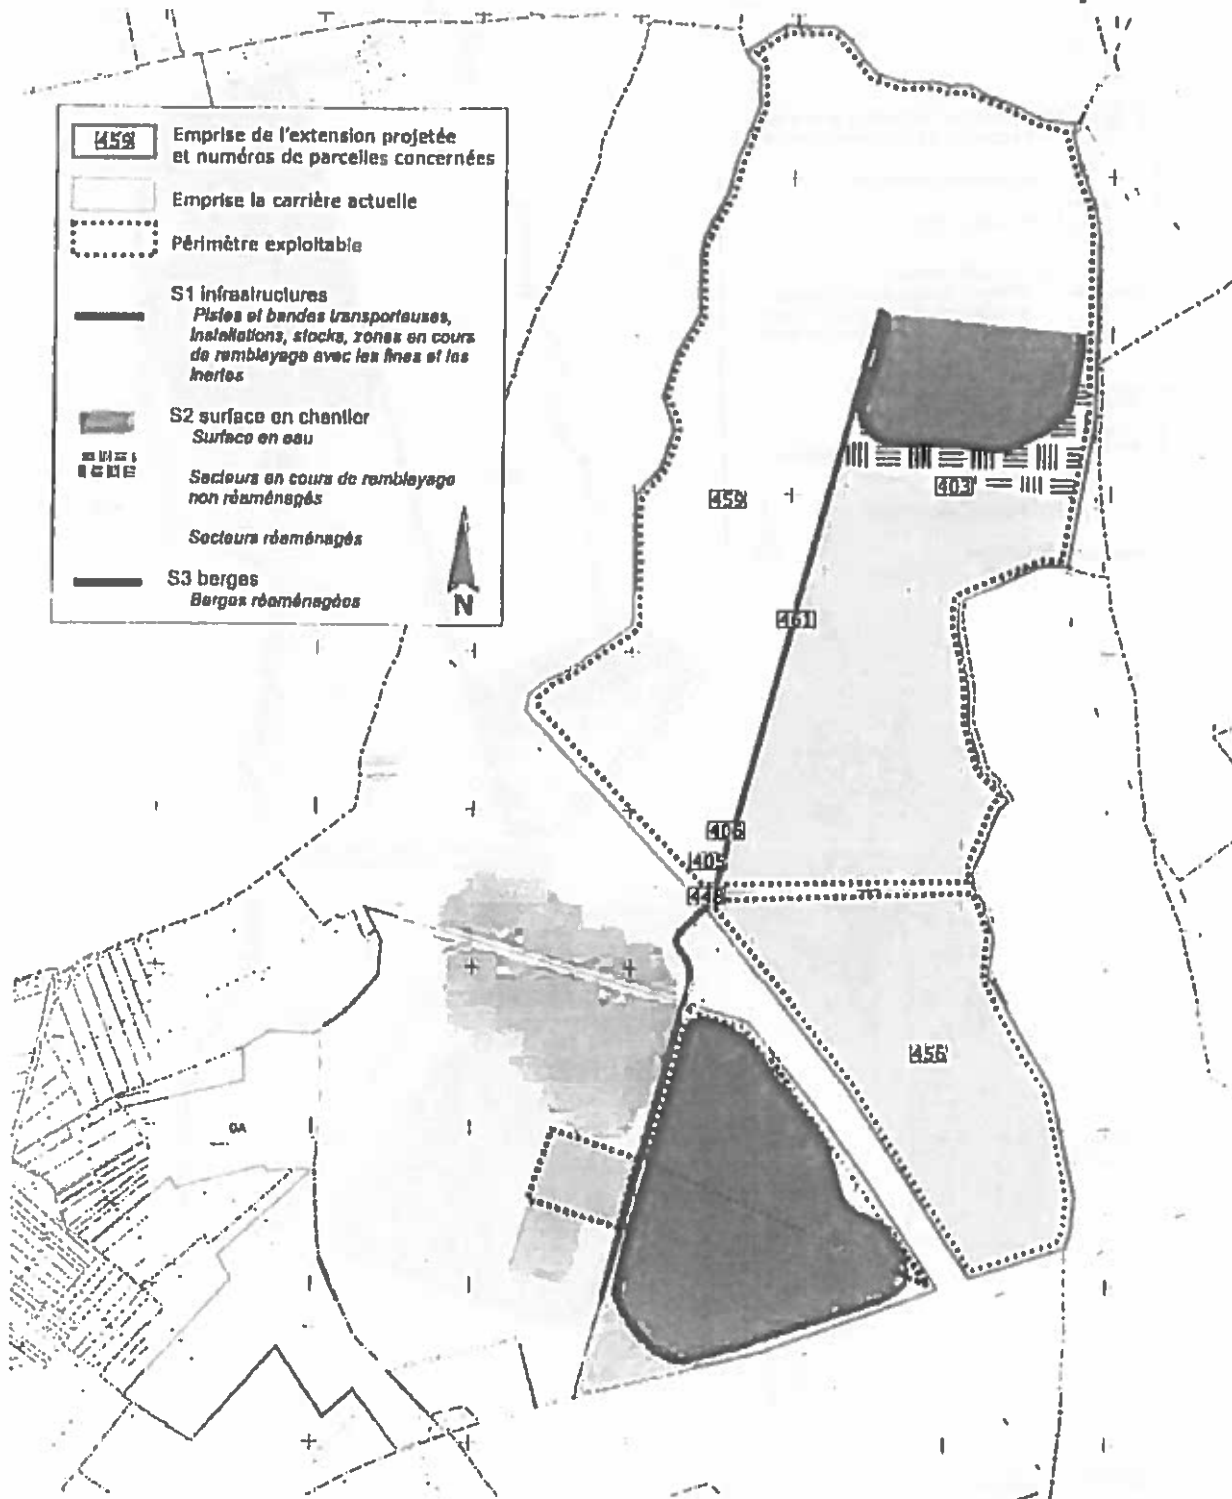 459
Emprise de l'extension projetée
et numéros de parcelles concernées
Emprise la carrière actuelle
Périmètre exploitable
S1 infrastructures
Pistes et bandes transporteuses,
Installations, stocks, zones en cours
de remblayage avec les fines et les
inertes
S2 surface en chantier
Surface en eau
Secteurs en cours de remblayage
non réaménagés
Secteurs réaménagés
S3 berges
Berges réaménagées
N
459
403
461
406
405
456
0A